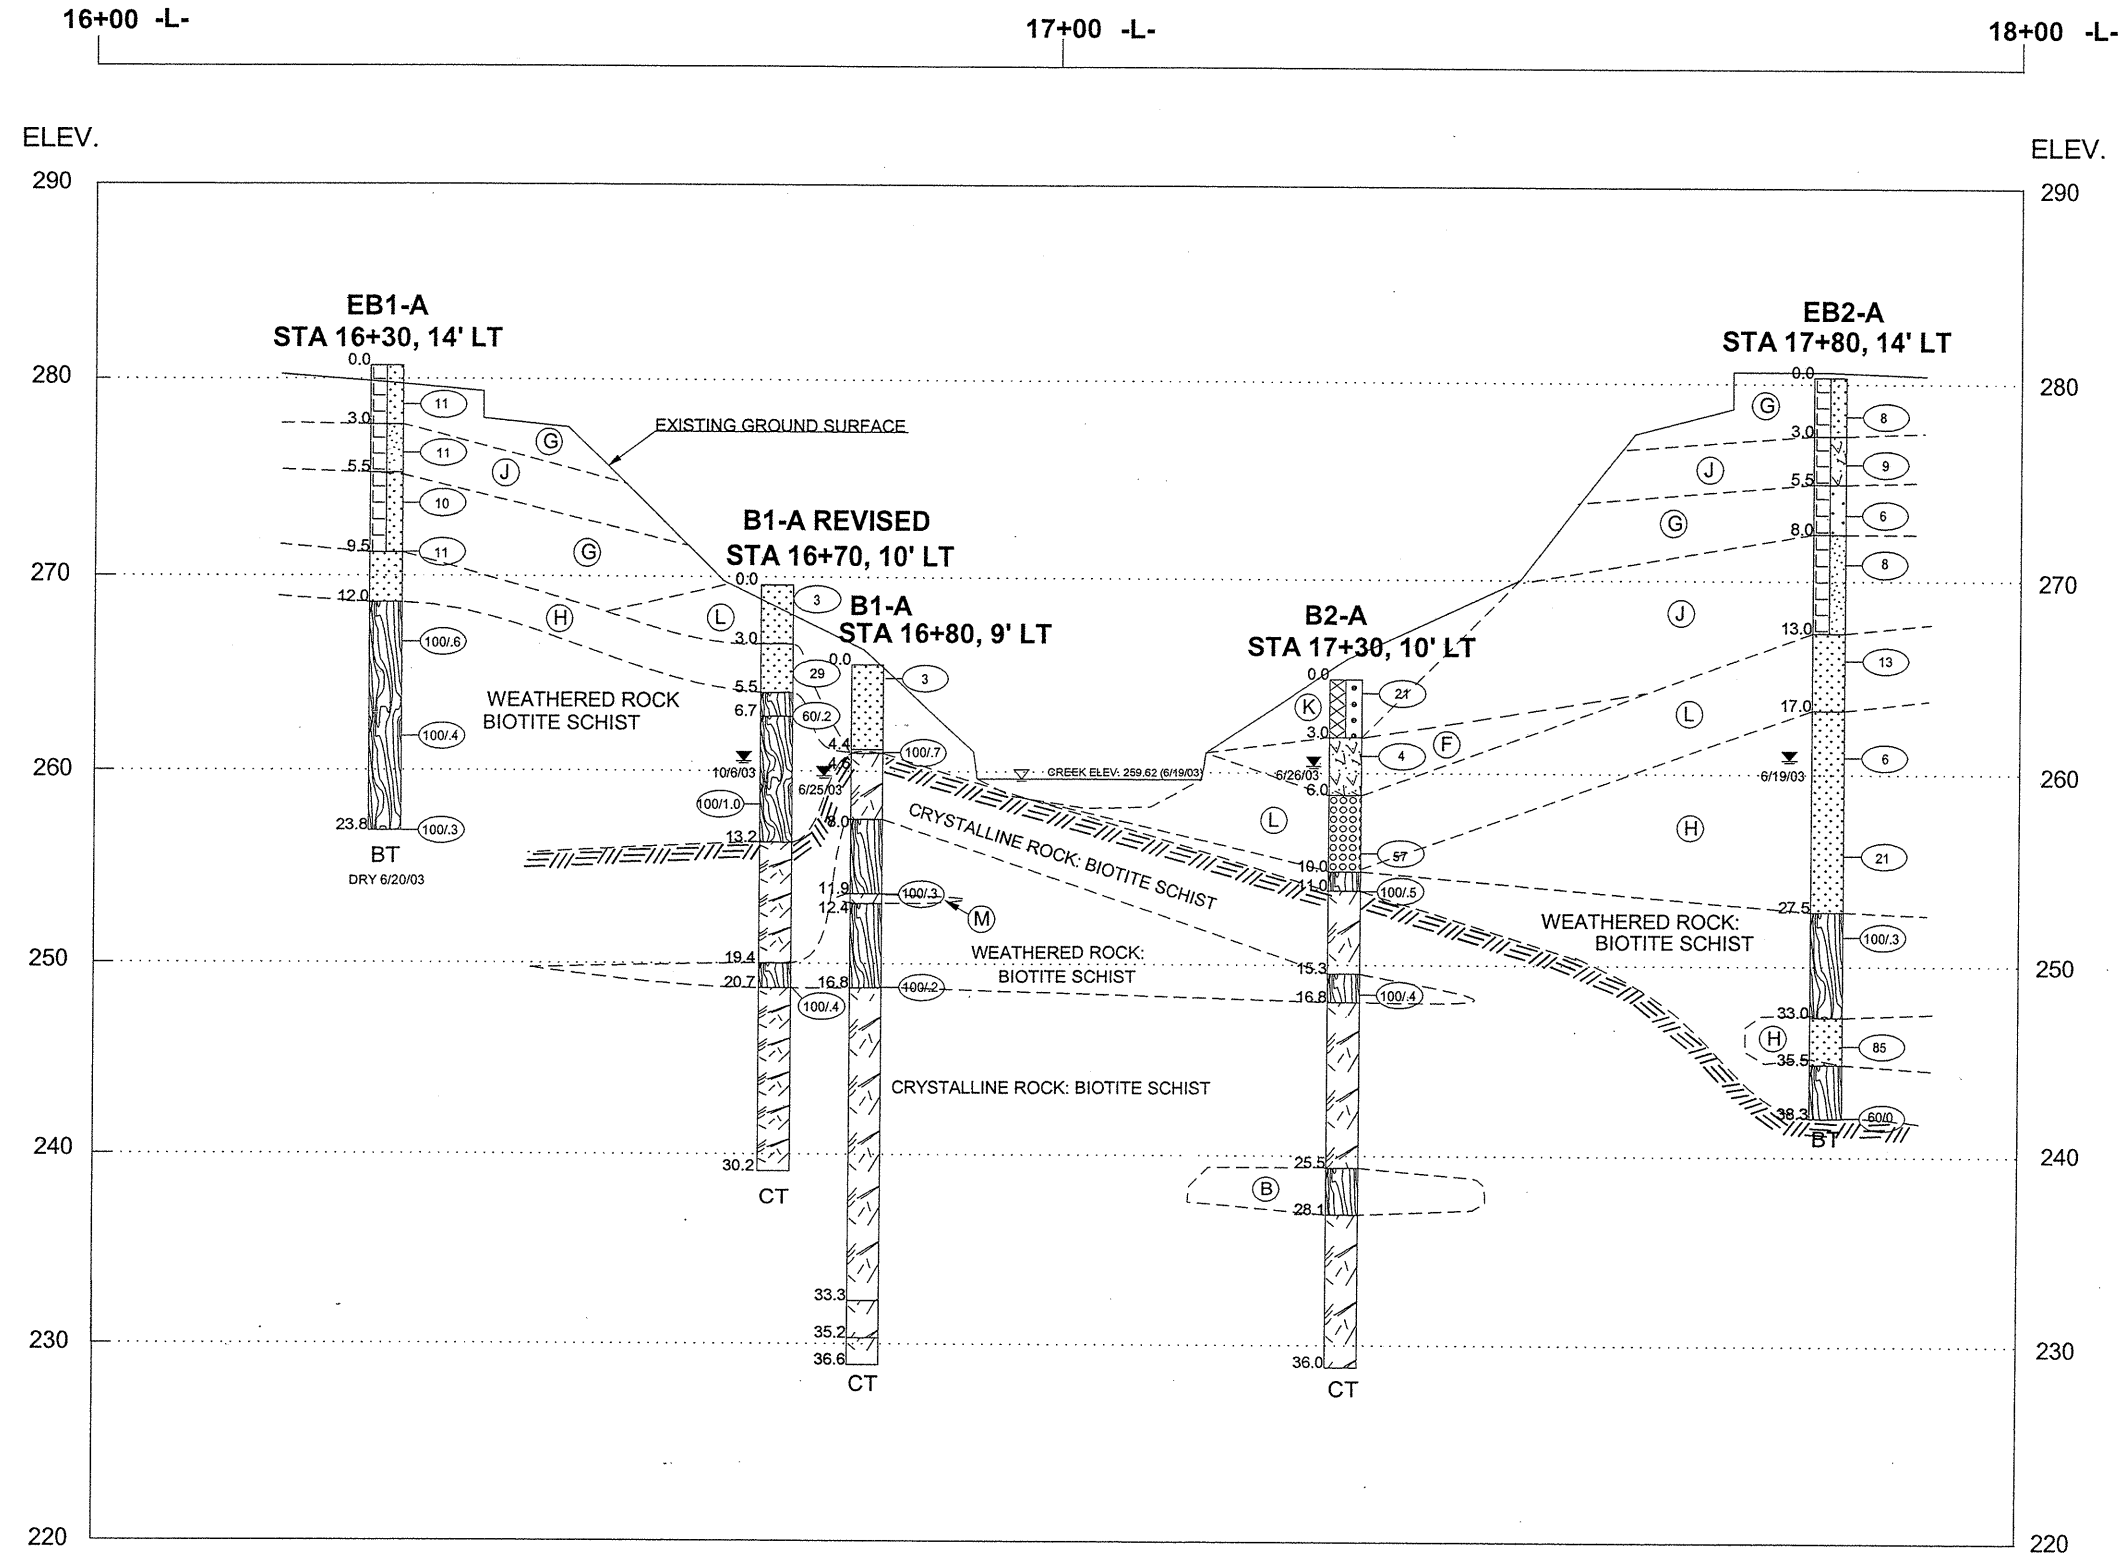 16+00 -L-
17+00 -L-
18+00 -L-
ELEV.
ELEV.
290
290
EB1-A
STA 16+30, 14' LT
EB2-A
STA 17+80, 14' LT
280
280
0.0
11
3.0
11
5.5
10
9.5
11
12.0
100/.6
100/.4
23.8
100/.3
BT
DRY 6/20/03
EXISTING GROUND SURFACE
G
J
G
H
L
WEATHERED ROCK
BIOTITE SCHIST
B1-A REVISED
STA 16+70, 10' LT
270
270
0.0
3
3.0
29
5.5
6.7
60/.2
10/6/03
100/1.0
13.2
19.4
20.7
100/.4
30.2
CT
B1-A
STA 16+80, 9' LT
0.0
3
4.4
100/.7
4.6
6/25/03
8.0
11.9
100/.3
12.4
M
16.8
100/.2
33.3
35.2
36.6
CT
260
260
CREEK ELEV: 259.62 (6/19/03)
CRYSTALLINE ROCK: BIOTITE SCHIST
WEATHERED ROCK:
BIOTITE SCHIST
CRYSTALLINE ROCK: BIOTITE SCHIST
B2-A
STA 17+30, 10' LT
0.0
21
K
3.0
F
4
6/26/03
6.0
L
57
10.0
11.0
100/.5
15.3
16.8
100/.4
25.5
B
28.1
36.0
CT
0.0
G
8
3.0
J
9
5.5
G
6
8.0
8
J
13.0
13
L
17.0
6
6/19/03
H
21
27.5
WEATHERED ROCK:
BIOTITE SCHIST
100/.3
33.0
H
85
35.5
38.3
60/0
BT
250
250
240
240
230
230
220
220